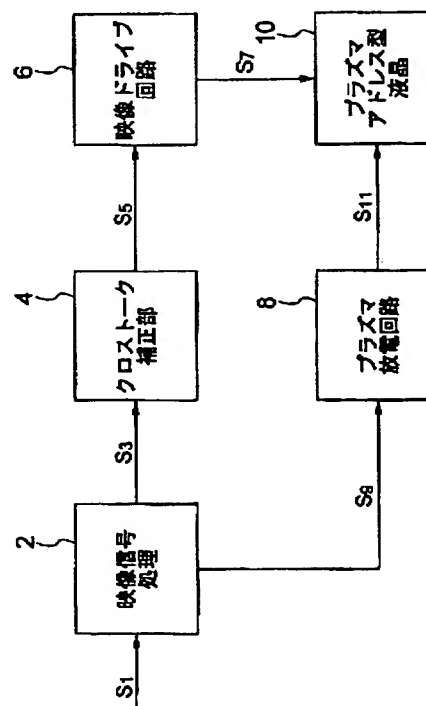 S1
2
映像信号
処理
S3
4
クロストーク
補正部
S5
6
映像ドライブ
回路
S7
S9
8
プラズマ
放電回路
S11
10
プラズマ
アドレス型
液晶